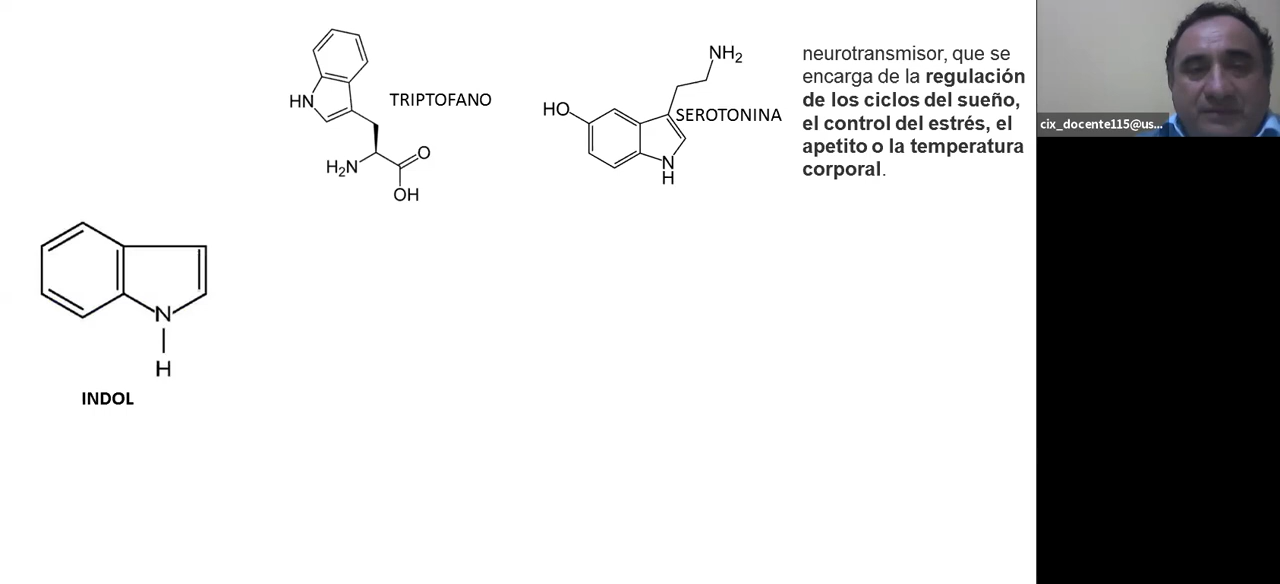 HN
TRIPTOFANO
H2N
O
OH
HO
NH2
SEROTONINA
N
H
neurotransmisor, que se
encarga de la regulación
de los ciclos del sueño,
el control del estrés, el
apetito o la temperatura
corporal.
cix_docente115@us...
N
H
INDOL